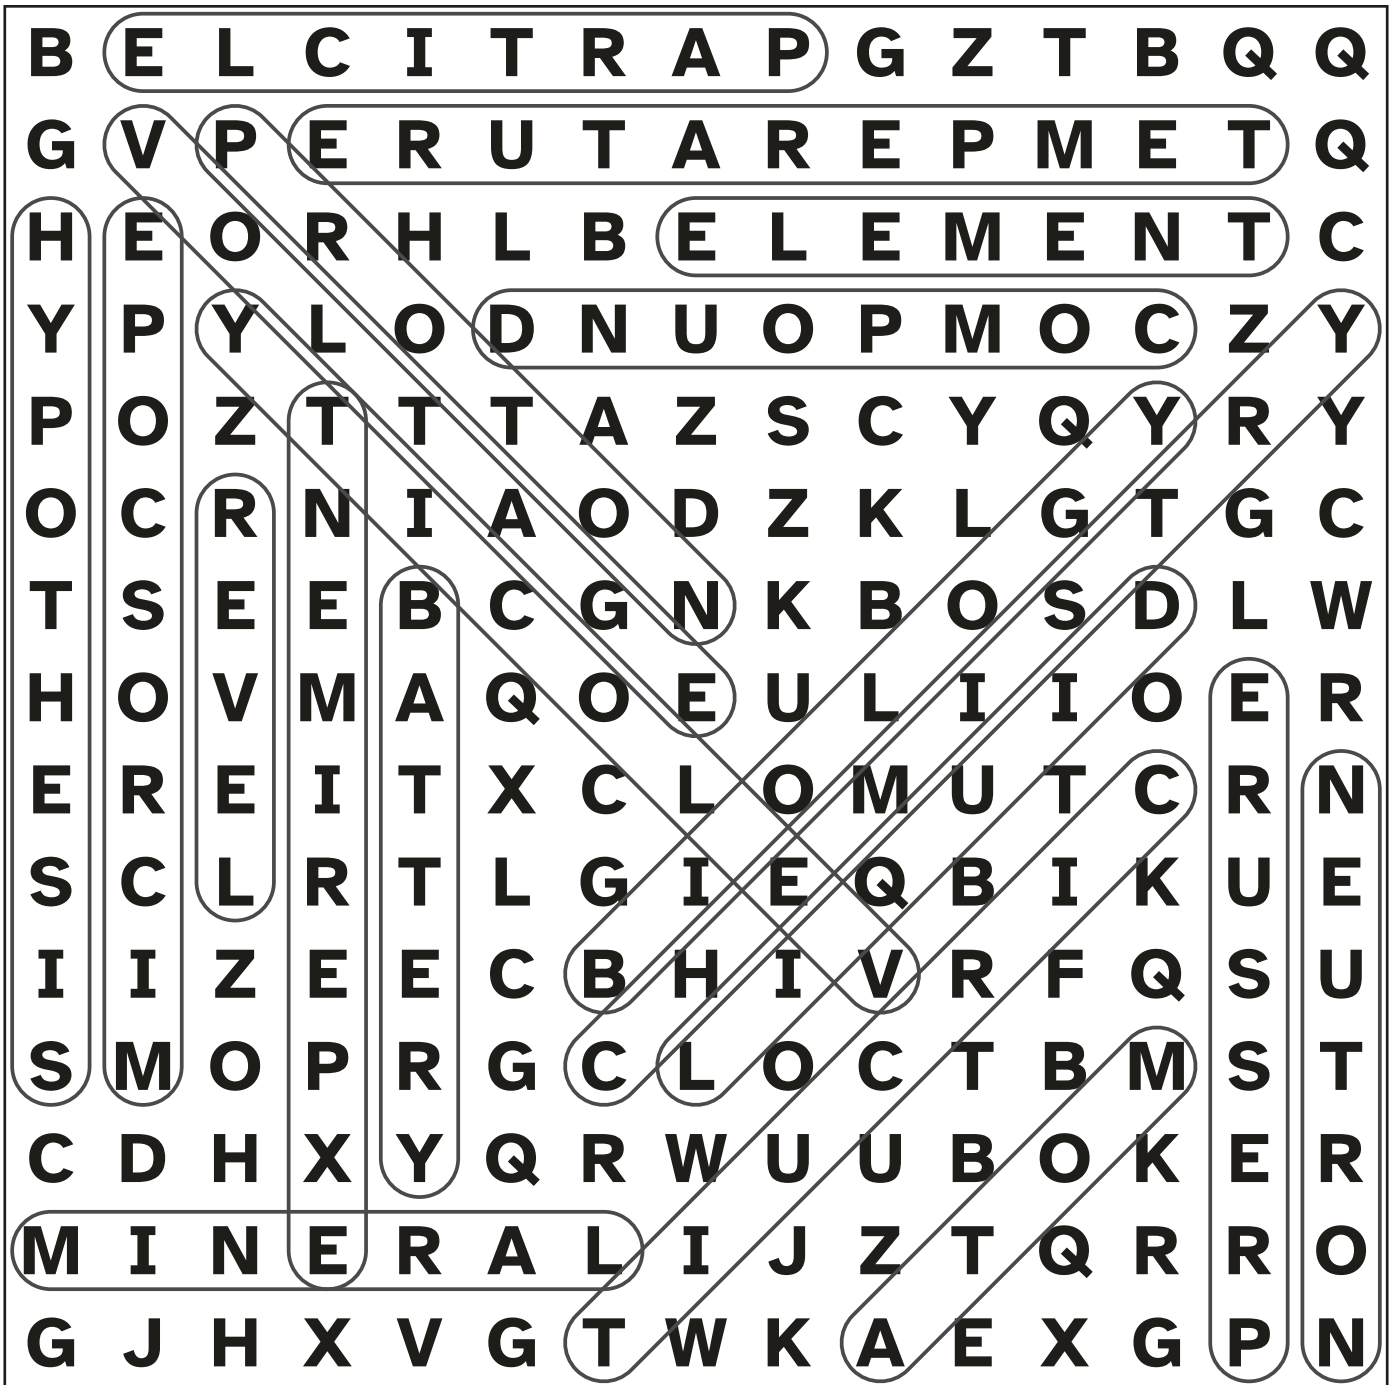 B E L C I T R A P G Z T B Q Q
G V P E R U T A R E P M E T Q
H E O R H L B E L E M E N T C
Y P Y L O D N U O P M O C Z Y
P O Z T T T A Z S C Y Q Y R Y
O C R N I A O D Z K L G T G C
T S E E B C G N K B O S D L W
H O V M A Q O E U L I I O E R
E R E I T X C L O M U T C R N
S C L R T L G I E Q B I K U E
I I Z E E C B H I V R F Q S U
S M O P R G C L O C T B M S T
C D H X Y Q R W U U B O K E R
M I N E R A L I J Z T Q R R O
G J H X V G T W K A E X G P N